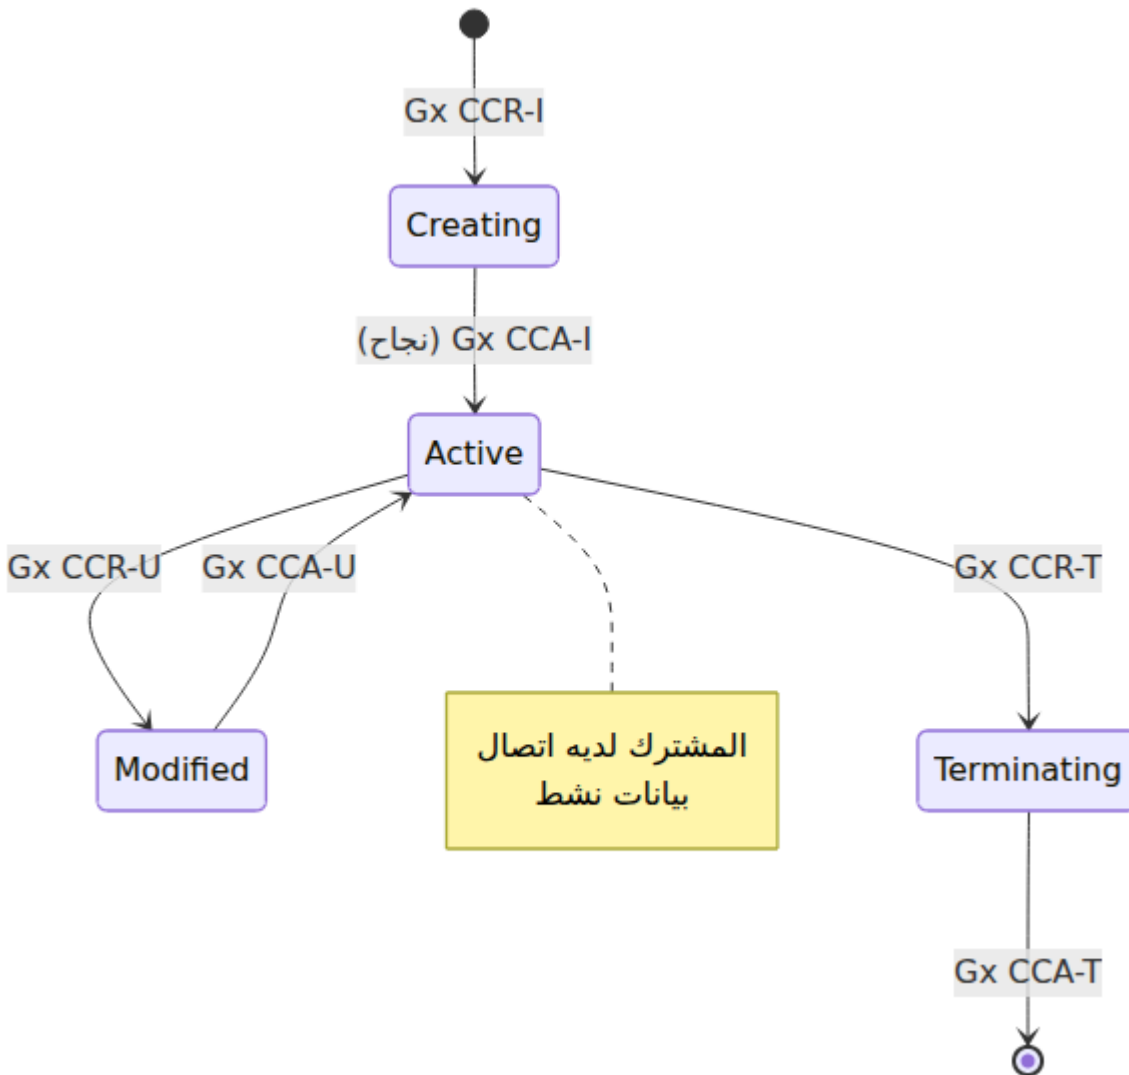 Gx CCR-I
Creating
Gx CCA-I (نجاح)
Active
Gx CCR-U
Gx CCA-U
Gx CCR-T
Modified
المشترك لديه اتصال
بيانات نشط
Terminating
Gx CCA-T